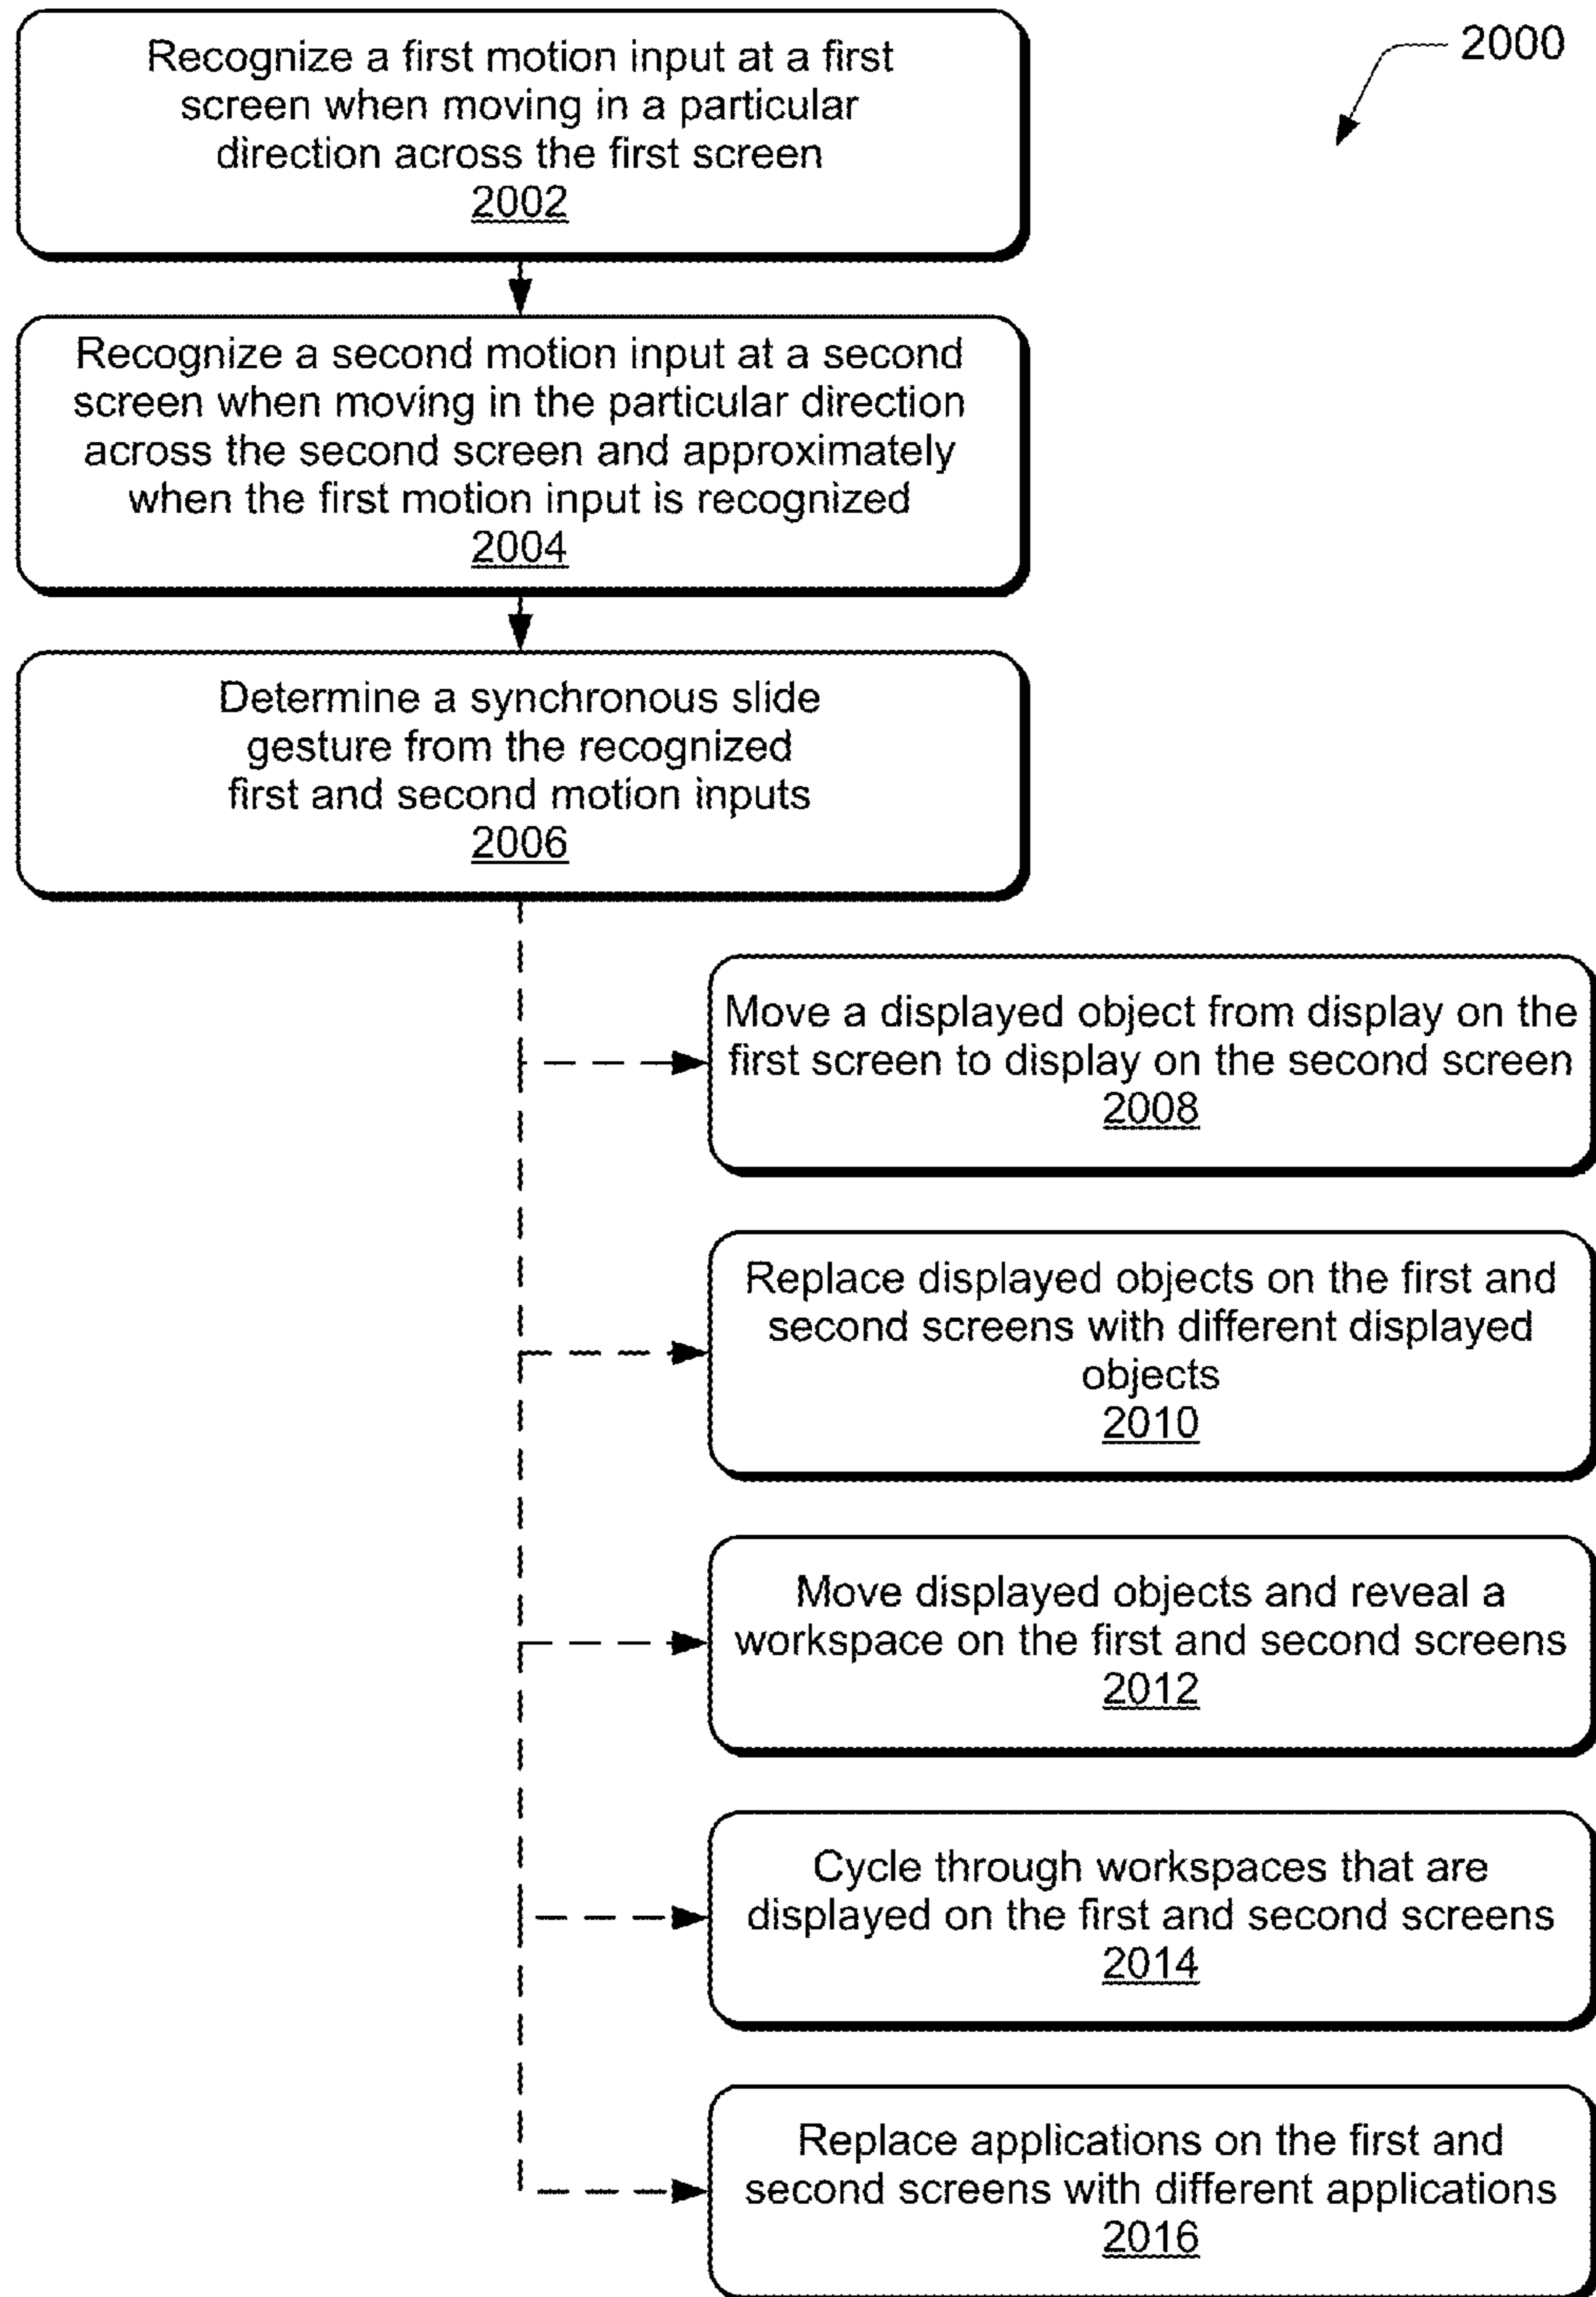 2000
Recognize a first motion input at a first
screen when moving in a particular
direction across the first screen
2002
Recognize a second motion input at a second
screen when moving in the particular direction
across the second screen and approximately
when the first motion input is recognized
2004
Determine a synchronous slide
gesture from the recognized
first and second motion inputs
2006
Move a displayed object from display on the
first screen to display on the second screen
2008
Replace displayed objects on the first and
second screens with different displayed
objects
2010
Move displayed objects and reveal a
workspace on the first and second screens
2012
Cycle through workspaces that are
displayed on the first and second screens
2014
Replace applications on the first and
second screens with different applications
2016